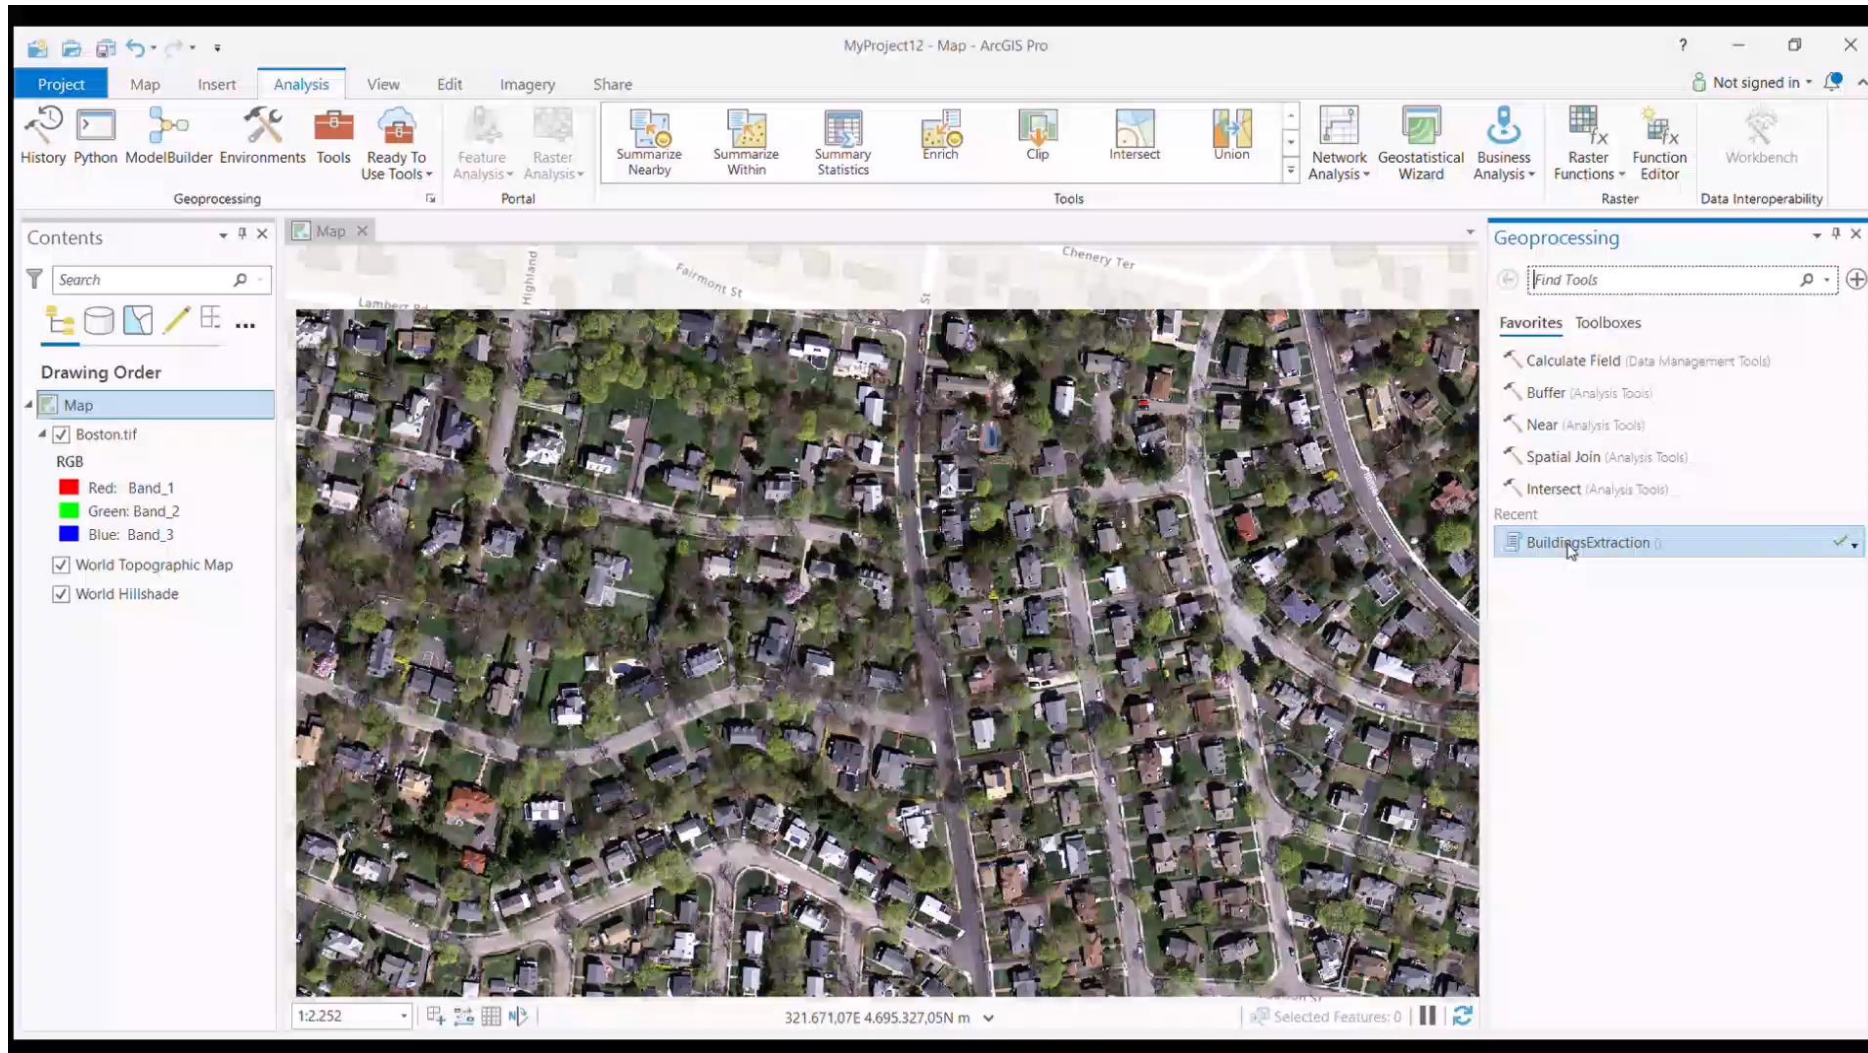 MyProject12 - Map - ArcGIS Pro
?
Project Map Insert Analysis View Edit Imagery Share
Not signed in
History Python ModelBuilder Environments Tools Ready To Use Tools
Feature Analysis Raster Analysis
Summarize Nearby Summarize Within Summary Statistics Enrich Clip Intersect Union
Network Analysis Geostatistical Wizard Business Analysis
Raster Functions Function Editor Workbench
Geoprocessing Portal Tools Raster Data Interoperability
Contents
Search
Drawing Order
Map
Boston.tif
RGB
Red: Band_1
Green: Band_2
Blue: Band_3
World Topographic Map
World Hillshade
Map
Highland
Fairmont St
St
Chenery Ter
Lambert Rd
1:2.252
321.671,07E 4.695.327,05N m
Selected Features: 0
Geoprocessing
Find Tools
Favorites Toolboxes
Calculate Field (Data Management Tools)
Buffer (Analysis Tools)
Near (Analysis Tools)
Spatial Join (Analysis Tools)
Intersect (Analysis Tools)
Recent
BuildingsExtraction ()